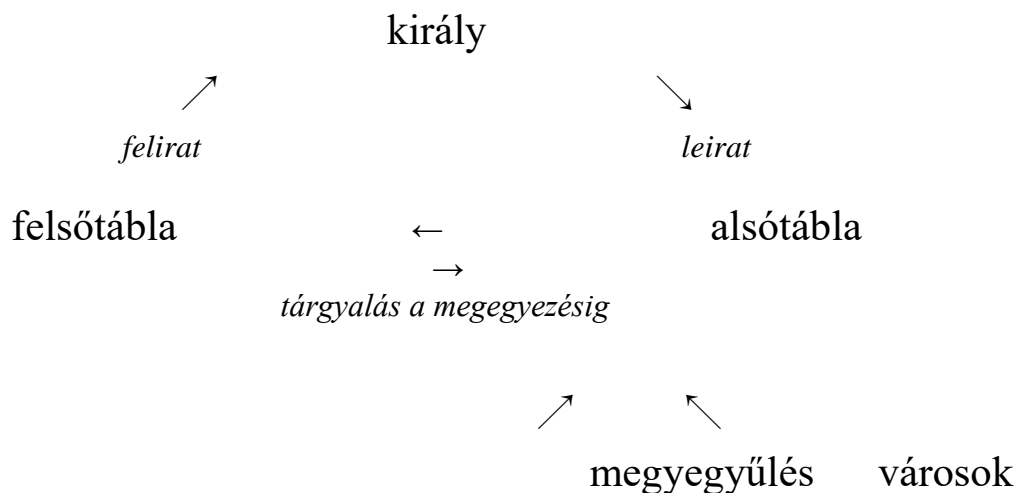 király
felirat leirat
felsőtábla ← alsótábla
→
tárgyalás a megegyezésig
megyegyűlés városok